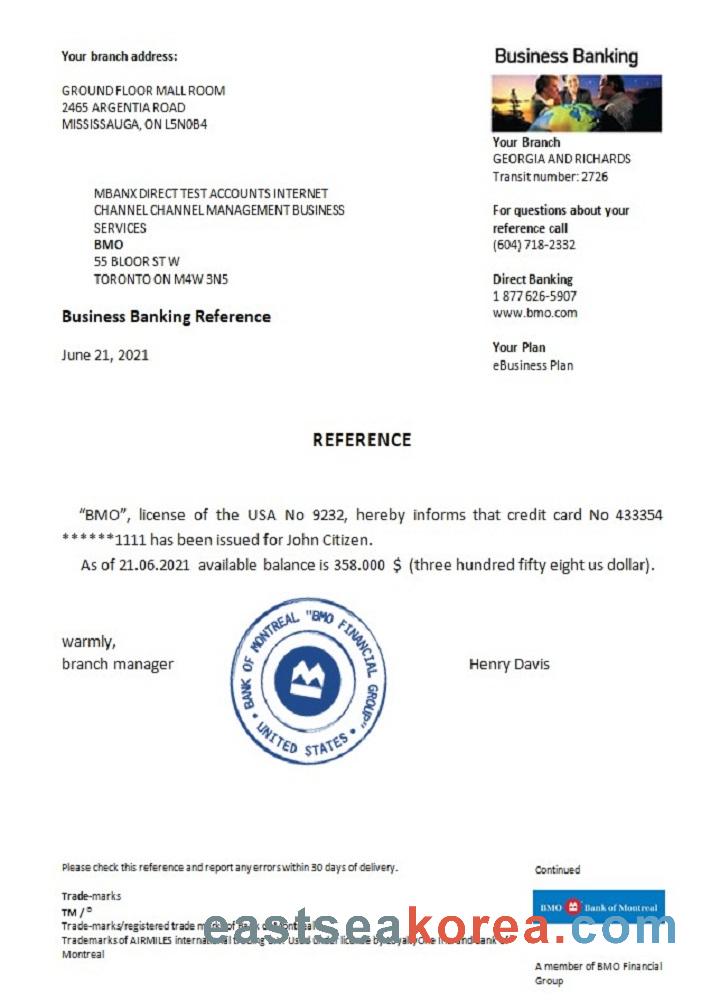 Your branch address:
GROUND FLOOR MALL ROOM
2465 ARGENTIA ROAD
MISSISSAUGA, ON L5N0B4
Business Banking
Your Branch
GEORGIA AND RICHARDS
Transit number: 2726
For questions about your
reference call
(604) 718-2332
Direct Banking
1 877 626-5907
www.bmo.com
Your Plan
eBusiness Plan
MBANX DIRECT TEST ACCOUNTS INTERNET
CHANNEL CHANNEL MANAGEMENT BUSINESS
SERVICES
BMO
55 BLOOR ST W
TORONTO ON M4W 3N5
Business Banking Reference
June 21, 2021
REFERENCE
“BMO”, license of the USA No 9232, hereby informs that credit card No 433354
******1111 has been issued for John Citizen.
As of 21.06.2021 available balance is 358.000 $ (three hundred fifty eight us dollar).
warmly,
branch manager
BANK OF MONTREAL "BMO FINANCIAL GROUP"
• UNITED STATES •
Henry Davis
Please check this reference and report any errors within 30 days of delivery.
Trade-marks
TM / ®
Trade-marks/registered trade marks of Bank of Montreal
Trademarks of AIRMILES international trading B.V. Used under license by Loyalty One Inc. and Bank of
Montreal
Continued
BMO Bank of Montreal
A member of BMO Financial
Group
eastseakorea.com